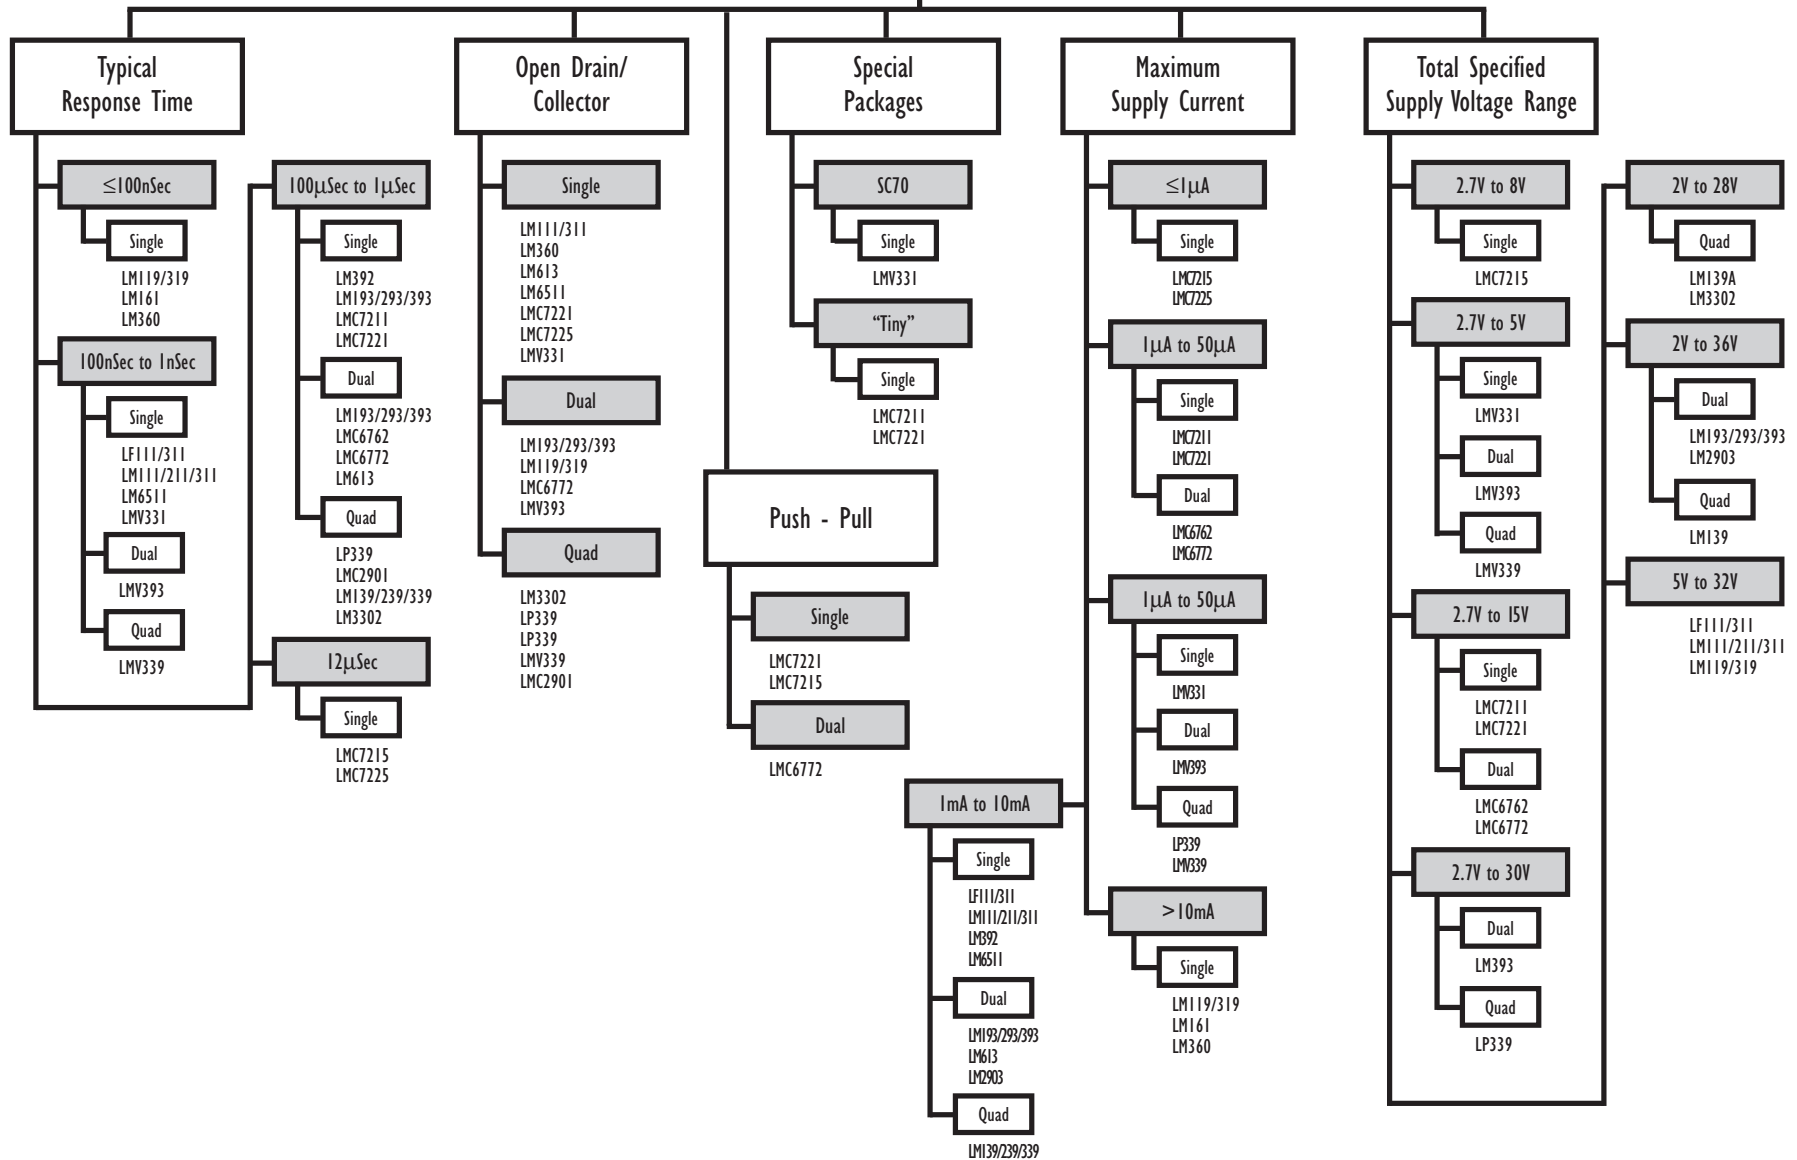 Typical
Response Time
≤100nSec
Single
LM119/319
LM161
LM360
100nSec to 1nSec
Single
LF111/311
LM111/211/311
LM6511
LMV331
Dual
LMV393
Quad
LMV339
100μSec to 1μSec
Single
LM392
LM193/293/393
LMC7211
LMC7221
Dual
LM193/293/393
LMC6762
LMC6772
LM613
Quad
LP339
LMC2901
LM139/239/339
LM3302
12μSec
Single
LMC7215
LMC7225
Open Drain/
Collector
Single
LM111/311
LM360
LM613
LM6511
LMC7221
LMC7225
LMV331
Dual
LM193/293/393
LM119/319
LMC6772
LMV393
Quad
LM3302
LP339
LP339
LMV339
LMC2901
Push - Pull
Single
LMC7221
LMC7215
Dual
LMC6772
Special
Packages
SC70
Single
LMV331
“Tiny”
Single
LMC7211
LMC7221
Maximum
Supply Current
≤1μA
Single
LMC7215
LMC7225
1μA to 50μA
Single
LMC7211
LMC7221
Dual
LMC6762
LMC6772
1μA to 50μA
Single
LMV331
Dual
LMV393
Quad
LP339
LMV339
1mA to 10mA
Single
LF111/311
LM111/211/311
LM392
LM6511
Dual
LM193/293/393
LM613
LM2903
Quad
LM139/239/339
>10mA
Single
LM119/319
LM161
LM360
Total Specified
Supply Voltage Range
2.7V to 8V
Single
LMC7215
2.7V to 5V
Single
LMV331
Dual
LMV393
Quad
LMV339
2.7V to 15V
Single
LMC7211
LMC7221
Dual
LMC6762
LMC6772
2.7V to 30V
Dual
LM393
Quad
LP339
2V to 28V
Quad
LM139A
LM3302
2V to 36V
Dual
LM193/293/393
LM2903
Quad
LM139
5V to 32V
LF111/311
LM111/211/311
LM119/319